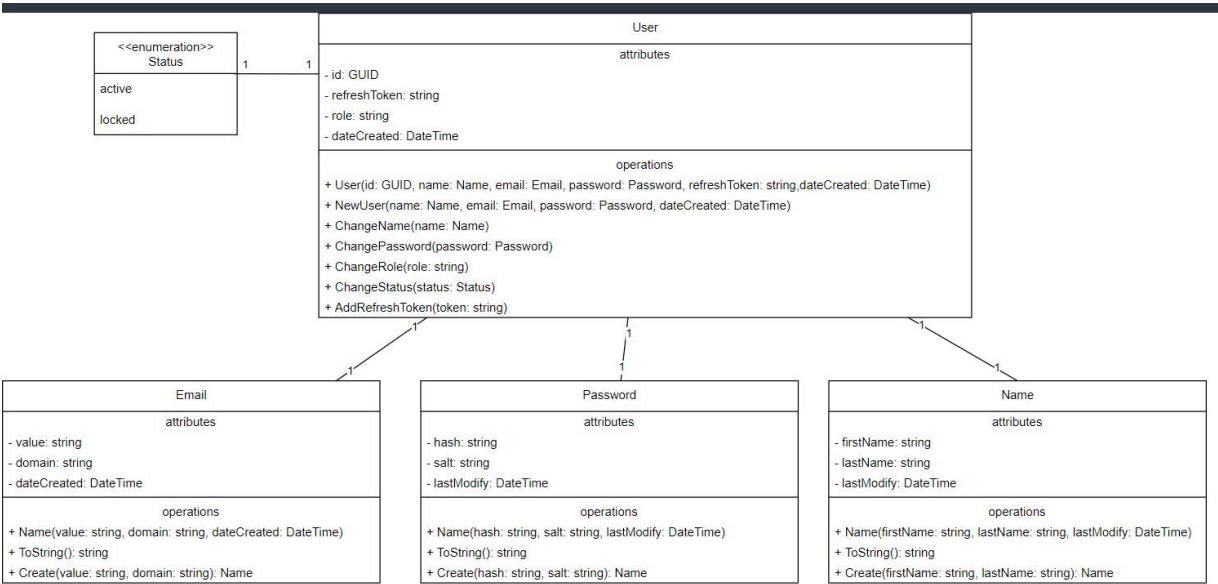 <<enumeration>>
Status
active
locked
1
1
User
attributes
- id: GUID
- refreshToken: string
- role: string
- dateCreated: DateTime
operations
+ User(id: GUID, name: Name, email: Email, password: Password, refreshToken: string,dateCreated: DateTime)
+ NewUser(name: Name, email: Email, password: Password, dateCreated: DateTime)
+ ChangeName(name: Name)
+ ChangePassword(password: Password)
+ ChangeRole(role: string)
+ ChangeStatus(status: Status)
+ AddRefreshToken(token: string)
1
1
1
1
1
1
Email
attributes
- value: string
- domain: string
- dateCreated: DateTime
operations
+ Name(value: string, domain: string, dateCreated: DateTime)
+ ToString(): string
+ Create(value: string, domain: string): Name
Password
attributes
- hash: string
- salt: string
- lastModify: DateTime
operations
+ Name(hash: string, salt: string, lastModify: DateTime)
+ ToString(): string
+ Create(hash: string, salt: string): Name
Name
attributes
- firstName: string
- lastName: string
- lastModify: DateTime
operations
+ Name(firstName: string, lastName: string, lastModify: DateTime)
+ ToString(): string
+ Create(firstName: string, lastName: string): Name